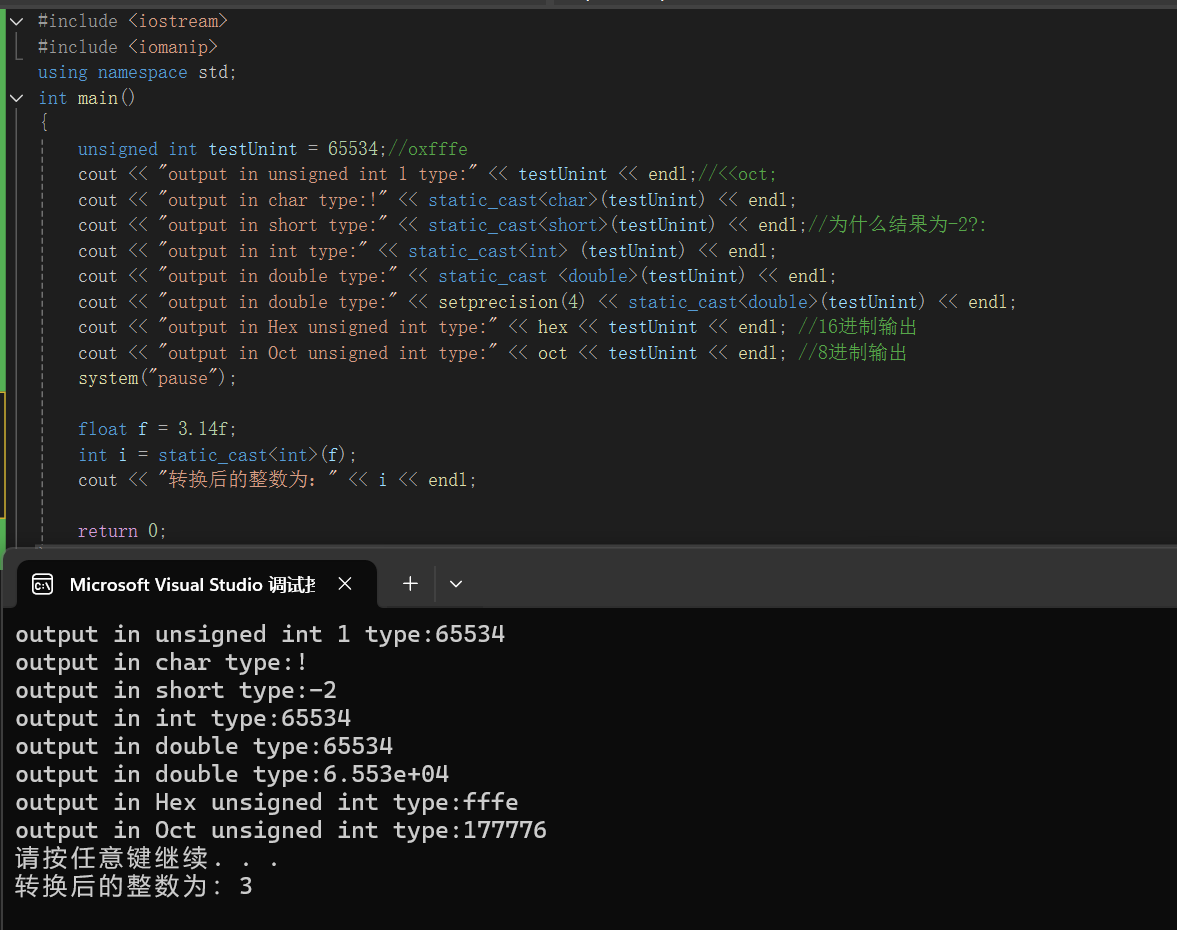 #include <iostream>
#include <iomanip>
using namespace std;
int main()
{
unsigned int testUnint = 65534;//oxfffe
cout << "output in unsigned int 1 type:" << testUnint << endl;//<<oct;
cout << "output in char type:!" << static_cast<char>(testUnint) << endl;
cout << "output in short type:" << static_cast<short>(testUnint) << endl;//为什么结果为-2?:
cout << "output in int type:" << static_cast<int> (testUnint) << endl;
cout << "output in double type:" << static_cast <double>(testUnint) << endl;
cout << "output in double type:" << setprecision(4) << static_cast<double>(testUnint) << endl;
cout << "output in Hex unsigned int type:" << hex << testUnint << endl; //16进制输出
cout << "output in Oct unsigned int type:" << oct << testUnint << endl; //8进制输出
system("pause");
float f = 3.14f;
int i = static_cast<int>(f);
cout << "转换后的整数为：" << i << endl;
return 0;
Microsoft Visual Studio 调试
output in unsigned int 1 type:65534
output in char type:!
output in short type:-2
output in int type:65534
output in double type:65534
output in double type:6.553e+04
output in Hex unsigned int type:fffe
output in Oct unsigned int type:177776
请按任意键继续. . .
转换后的整数为：3